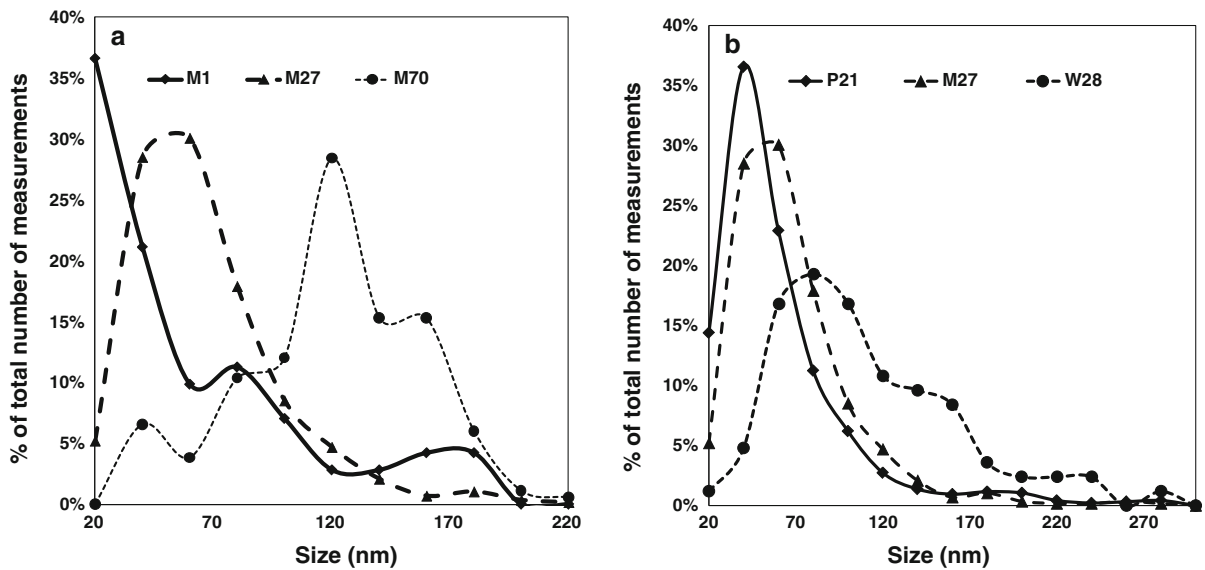 % of total number of measurements
40%
35%
30%
25%
20%
15%
10%
5%
0%
a
M1 M27 M70
20 70 120 170 220
Size (nm)
% of total number of measurements
40%
35%
30%
25%
20%
15%
10%
5%
0%
b
P21 M27 W28
20 70 120 170 220 270
Size (nm)